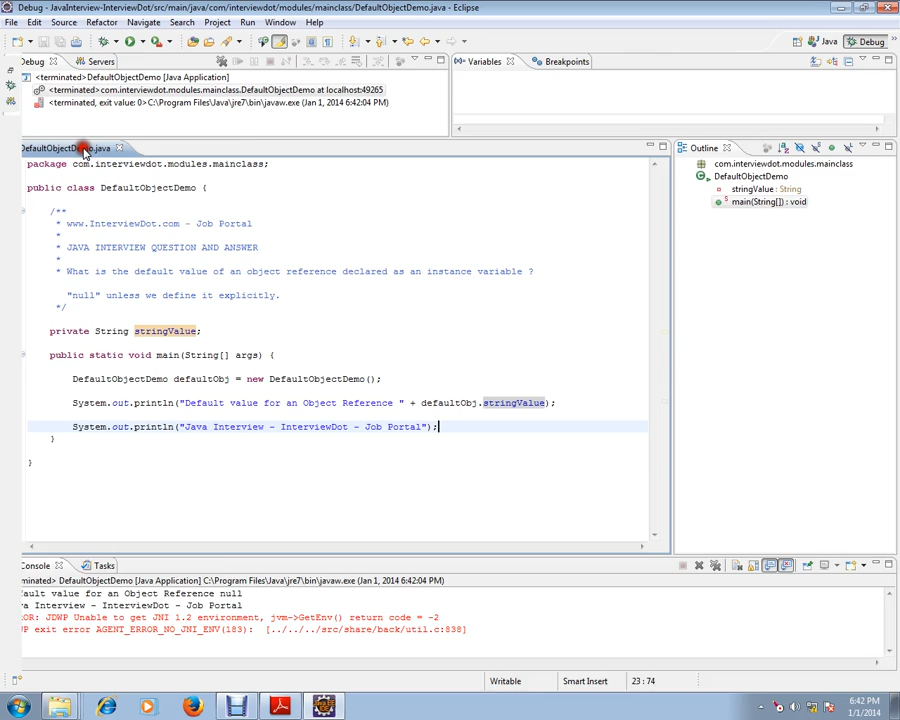 Debug - JavaInterview-InterviewDot/src/main/java/com/interviewdot/modules/mainclass/DefaultObjectDemo.java - Eclipse
File Edit Source Refactor Navigate Search Project Run Window Help
Java Debug
Debug Servers
Variables Breakpoints
<terminated>DefaultObjectDemo [Java Application]
<terminated>com.interviewdot.modules.mainclass.DefaultObjectDemo at localhost:49265
<terminated, exit value: 0>C:\Program Files\Java\jre7\bin\javaw.exe (Jan 1, 2014 6:42:04 PM)
Outline
com.interviewdot.modules.mainclass
DefaultObjectDemo
stringValue : String
main(String[]) : void
package com.interviewdot.modules.mainclass;
public class DefaultObjectDemo {
/**
* www.InterviewDot.com - Job Portal
*
* JAVA INTERVIEW QUESTION AND ANSWER
*
* What is the default value of an object reference declared as an instance variable ?
"null" unless we define it explicitly.
*/
private String stringValue;
public static void main(String[] args) {
DefaultObjectDemo defaultObj = new DefaultObjectDemo();
System.out.println("Default value for an Object Reference " + defaultObj.stringValue);
System.out.println("Java Interview - InterviewDot - Job Portal");
}
}
Console Tasks
minated> DefaultObjectDemo [Java Application] C:\Program Files\Java\jre7\bin\javaw.exe (Jan 1, 2014 6:42:04 PM)
fault value for an Object Reference null
va Interview - InterviewDot - Job Portal
ROR: JDWP Unable to get JNI 1.2 environment, jvm->GetEnv() return code = -2
WP exit error AGENT_ERROR_NO_JNI_ENV(183): [../../../src/share/back/util.c:838]
Writable Smart Insert 23 : 74
6:42 PM
1/1/2014